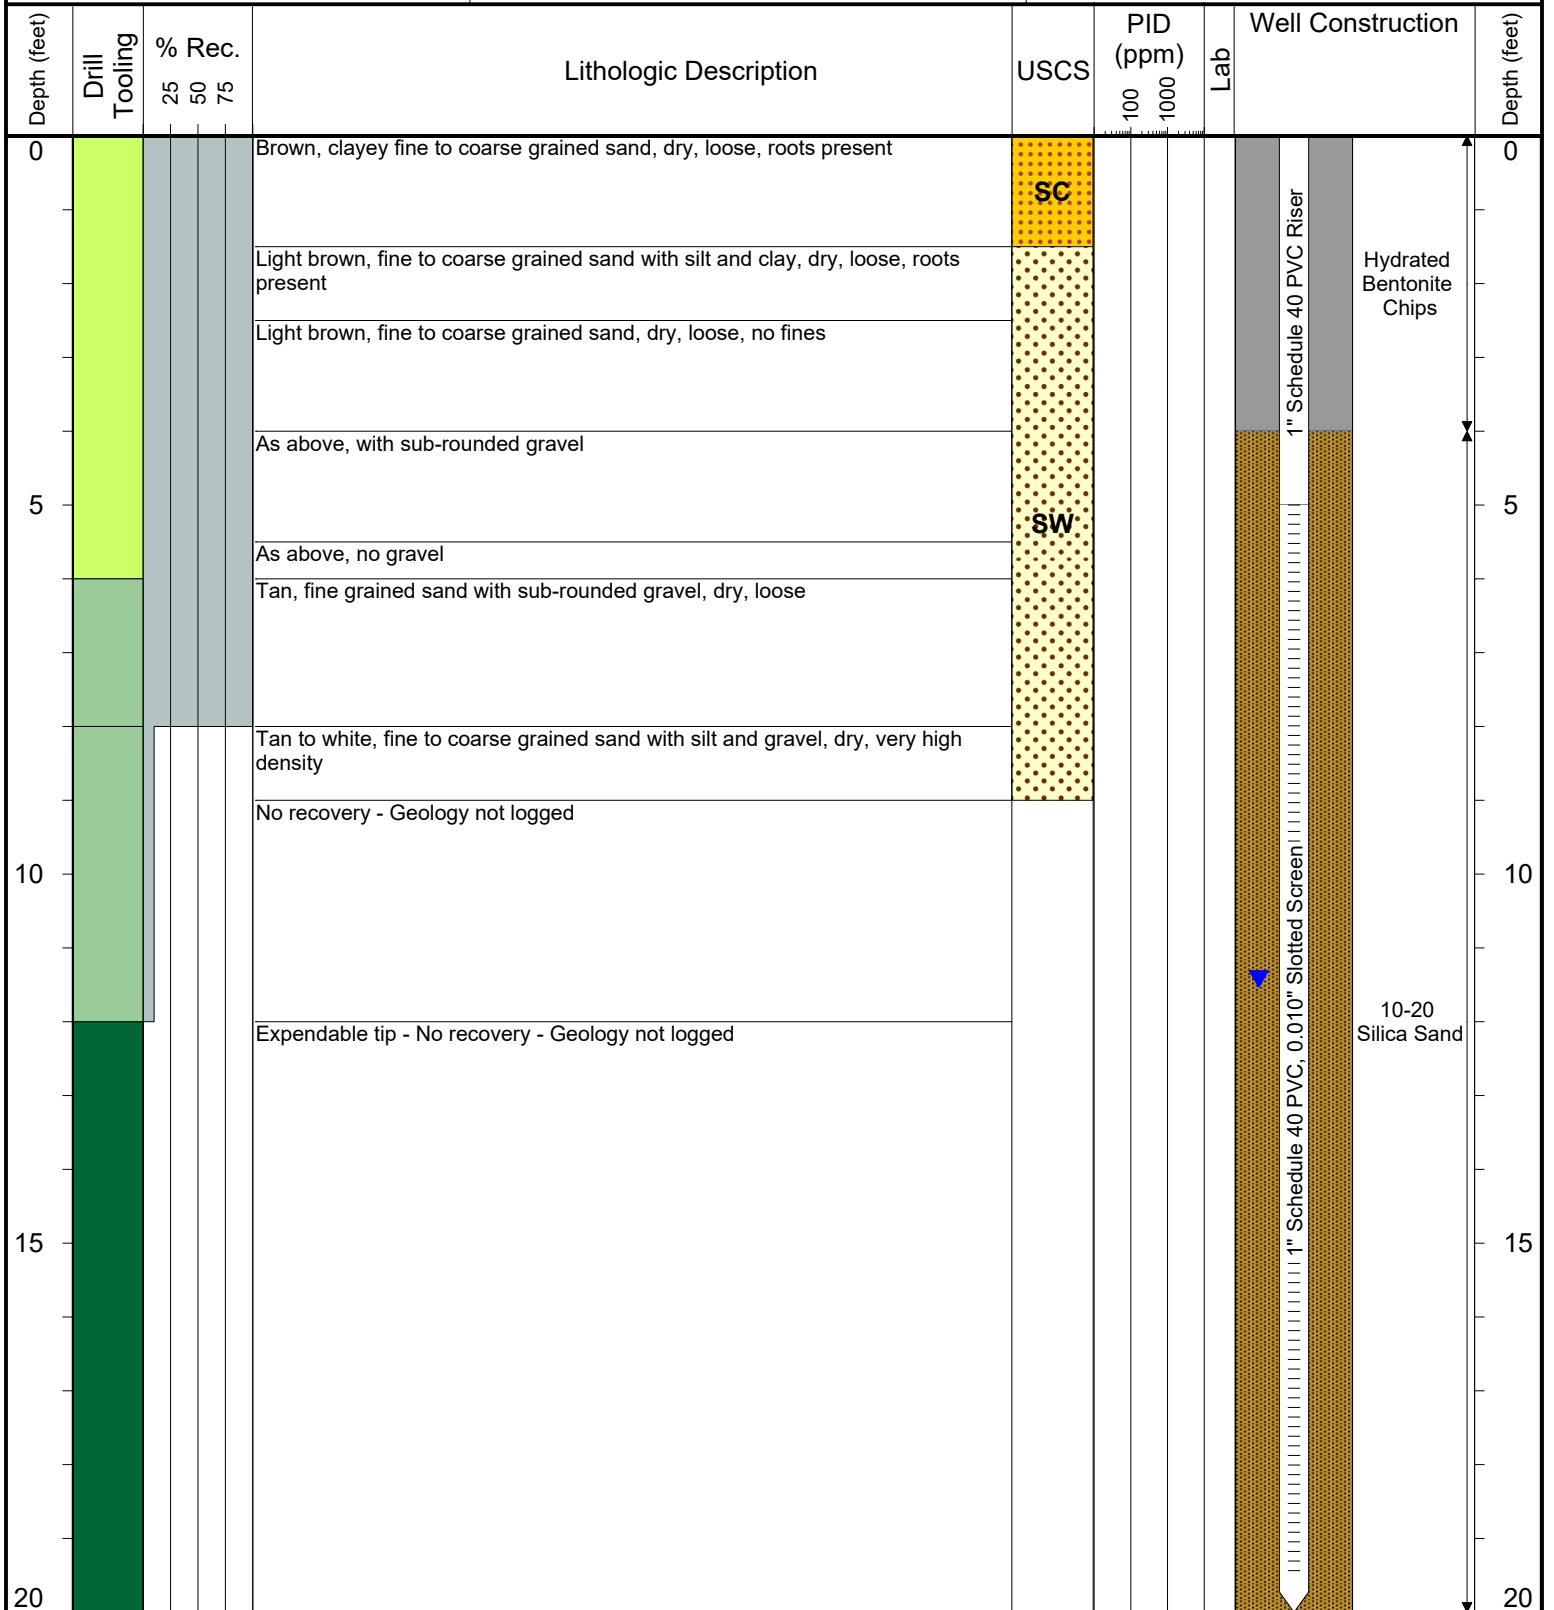 Depth (feet)
Drill
Tooling
% Rec.
25
50
75
Lithologic Description
USCS
PID
(ppm)
100
1000
Lab
Well Construction
Depth (feet)
0
Brown, clayey fine to coarse grained sand, dry, loose, roots present
SC
0
Light brown, fine to coarse grained sand with silt and clay, dry, loose, roots
present
1" Schedule 40 PVC Riser
Hydrated
Bentonite
Chips
Light brown, fine to coarse grained sand, dry, loose, no fines
As above, with sub-rounded gravel
5
SW
5
As above, no gravel
Tan, fine grained sand with sub-rounded gravel, dry, loose
Tan to white, fine to coarse grained sand with silt and gravel, dry, very high
density
No recovery - Geology not logged
10
1" Schedule 40 PVC, 0.010" Slotted Screen
10
10-20
Silica Sand
Expendable tip - No recovery - Geology not logged
15
15
20
20